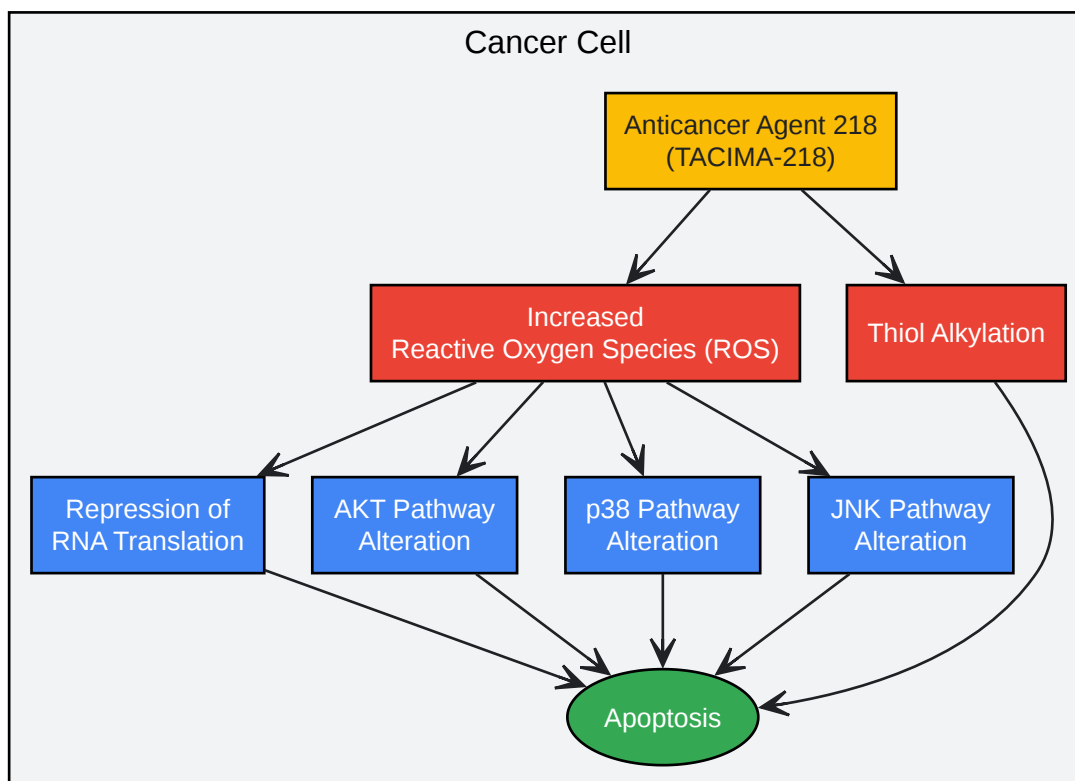 Cancer Cell
Anticancer Agent 218
(TACIMA-218)
Increased
Reactive Oxygen Species (ROS)
Thiol Alkylation
Repression of
RNA Translation
AKT Pathway
Alteration
p38 Pathway
Alteration
JNK Pathway
Alteration
Apoptosis